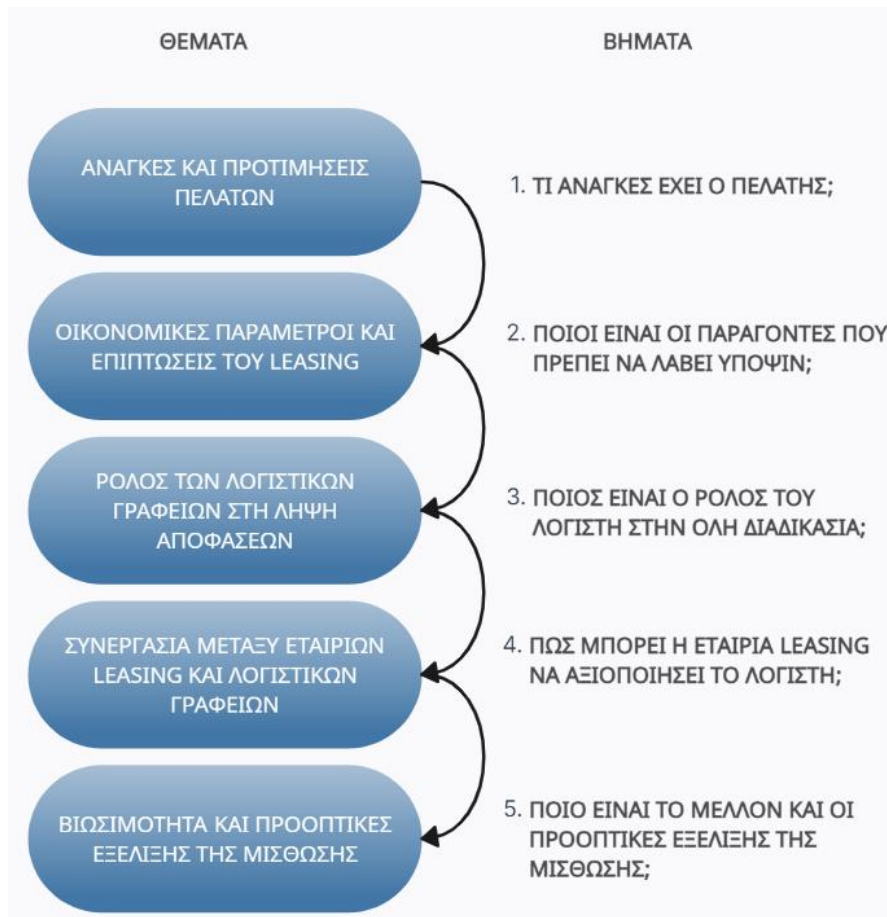 ΘΕΜΑΤΑ
ΒΗΜΑΤΑ
ΑΝΑΓΚΕΣ ΚΑΙ ΠΡΟΤΙΜΗΣΕΙΣ
ΠΕΛΑΤΩΝ
1. ΤΙ ΑΝΑΓΚΕΣ ΕΧΕΙ Ο ΠΕΛΑΤΗΣ;
ΟΙΚΟΝΟΜΙΚΕΣ ΠΑΡΑΜΕΤΡΟΙ ΚΑΙ
ΕΠΙΠΤΩΣΕΙΣ ΤΟΥ LEASING
2. ΠΟΙΟΙ ΕΙΝΑΙ ΟΙ ΠΑΡΑΓΟΝΤΕΣ ΠΟΥ
ΠΡΕΠΕΙ ΝΑ ΛΑΒΕΙ ΥΠΟΨΙΝ;
ΡΟΛΟΣ ΤΩΝ ΛΟΓΙΣΤΙΚΩΝ
ΓΡΑΦΕΙΩΝ ΣΤΗ ΛΗΨΗ
ΑΠΟΦΑΣΕΩΝ
3. ΠΟΙΟΣ ΕΙΝΑΙ Ο ΡΟΛΟΣ ΤΟΥ
ΛΟΓΙΣΤΗ ΣΤΗΝ ΟΛΗ ΔΙΑΔΙΚΑΣΙΑ;
ΣΥΝΕΡΓΑΣΙΑ ΜΕΤΑΞΥ ΕΤΑΙΡΙΩΝ
LEASING ΚΑΙ ΛΟΓΙΣΤΙΚΩΝ
ΓΡΑΦΕΙΩΝ
4. ΠΩΣ ΜΠΟΡΕΙ Η ΕΤΑΙΡΙΑ LEASING
ΝΑ ΑΞΙΟΠΟΙΗΣΕΙ ΤΟ ΛΟΓΙΣΤΗ;
ΒΙΩΣΙΜΟΤΗΤΑ ΚΑΙ ΠΡΟΟΠΤΙΚΕΣ
ΕΞΕΛΙΞΗΣ ΤΗΣ ΜΙΣΘΩΣΗΣ
5. ΠΟΙΟ ΕΙΝΑΙ ΤΟ ΜΕΛΛΟΝ ΚΑΙ ΟΙ
ΠΡΟΟΠΤΙΚΕΣ ΕΞΕΛΙΞΗΣ ΤΗΣ
ΜΙΣΘΩΣΗΣ;